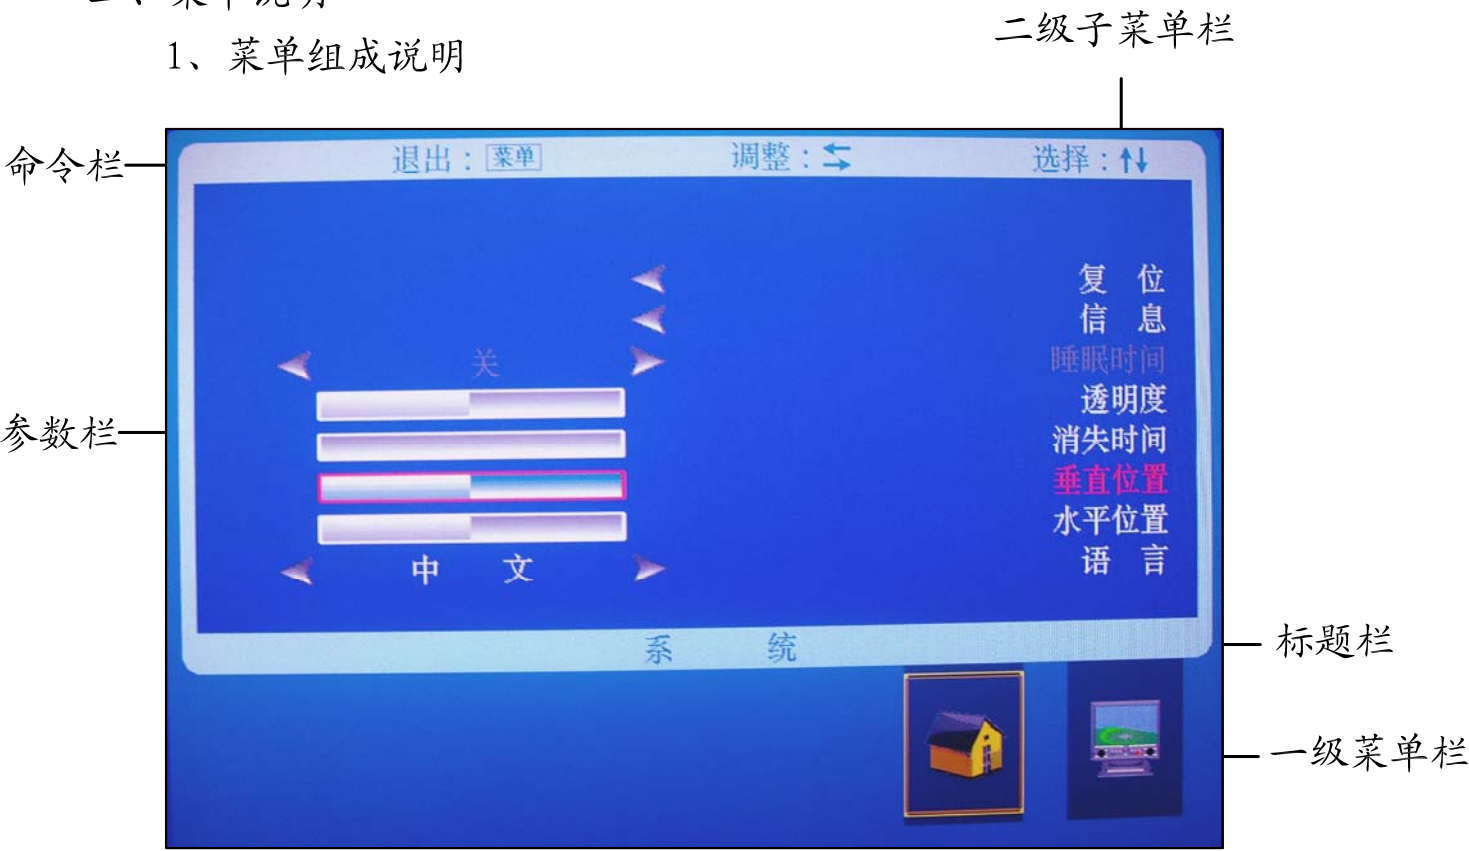 1、菜单组成说明
二级子菜单栏
命令栏
退出：菜单 调整： 选择：
复 位
信 息
关 睡眠时间
透明度
参数栏
消失时间
垂直位置
水平位置
中 文 语 言
系 统
标题栏
一级菜单栏